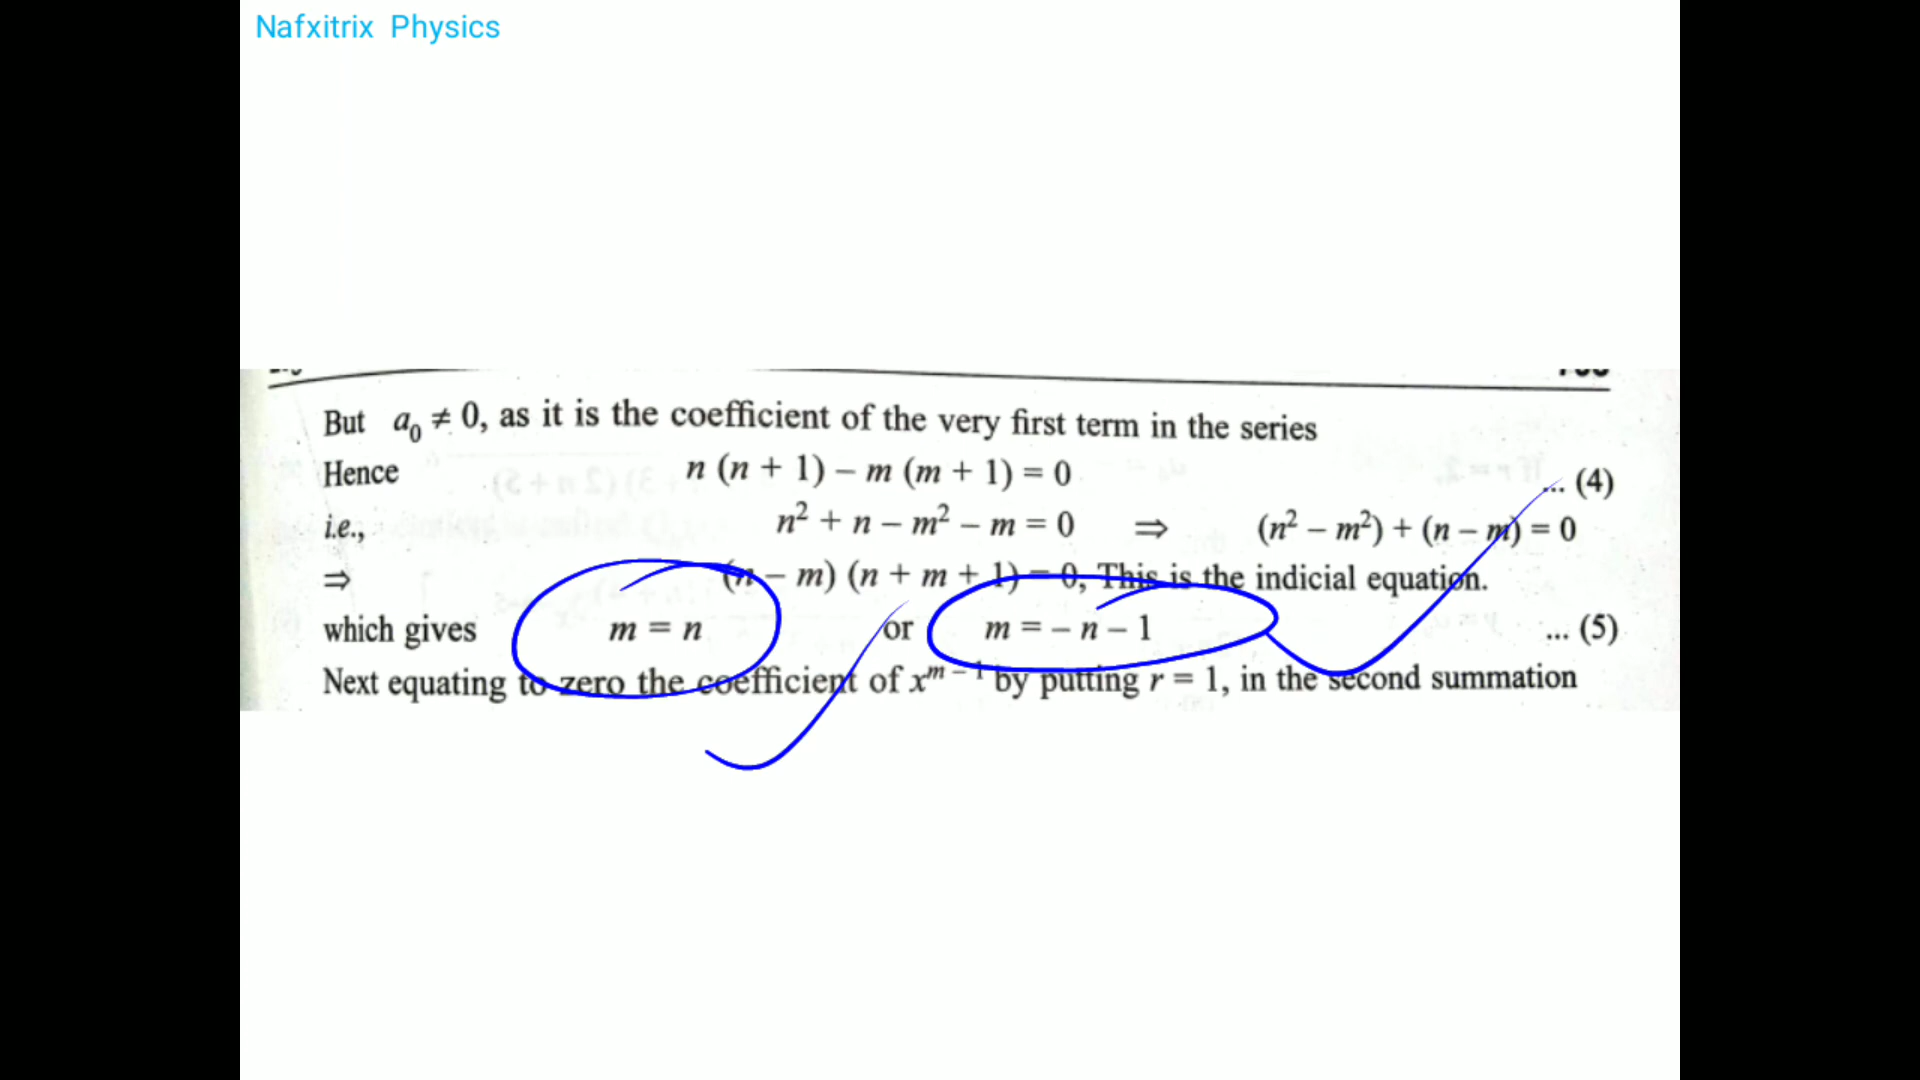 Nafxitrix Physics
But a₀ ≠ 0, as it is the coefficient of the very first term in the series
Hence n (n + 1) – m (m + 1) = 0 ... (4)
i.e., n² + n – m² – m = 0 ⇒ (n² – m²) + (n – m) = 0
⇒ (n – m) (n + m + 1) = 0, This is the indicial equation.
which gives m = n or m = – n – 1 ... (5)
Next equating to zero the coefficient of xᵐ⁻¹ by putting r = 1, in the second summation